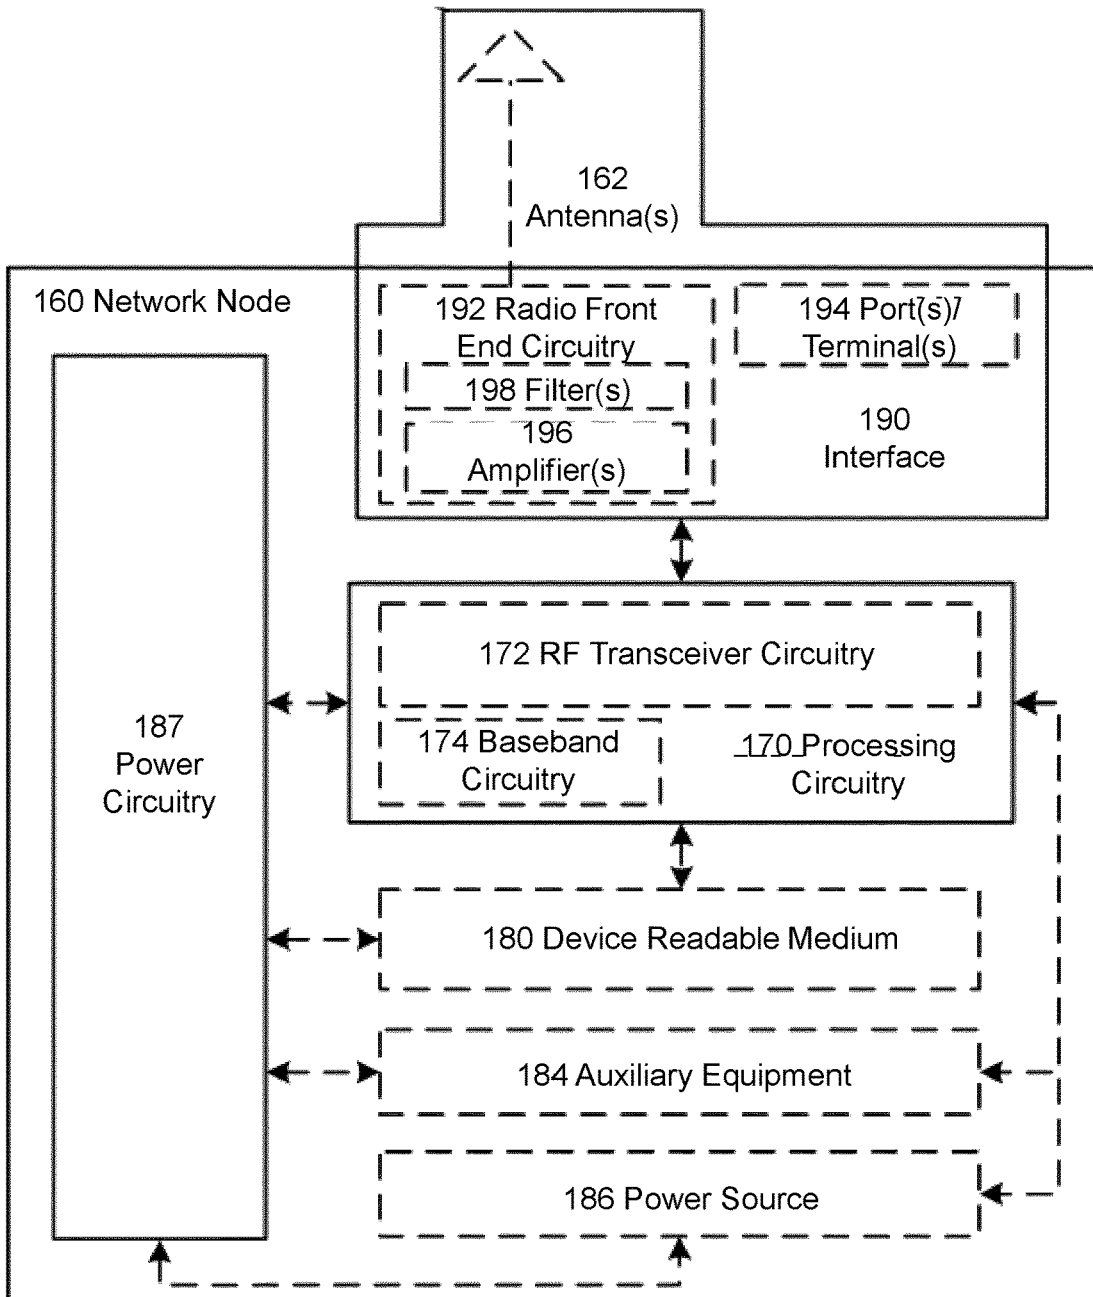 162
Antenna(s)
160 Network Node
192 Radio Front
End Circuitry
194 Port(s)/
Terminal(s)
198 Filter(s)
196
Amplifier(s)
190
Interface
172 RF Transceiver Circuitry
187
Power
Circuitry
174 Baseband
Circuitry
170 Processing
Circuitry
180 Device Readable Medium
184 Auxiliary Equipment
186 Power Source